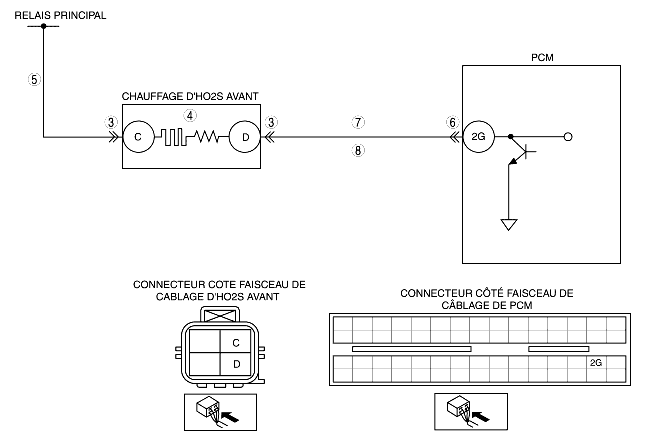 RELAIS PRINCIPAL
PCM
⑤
CHAUFFAGE D'HO2S AVANT
③ ④ ③ ⑦ ⑥
C D 2G
⑧
CONNECTEUR COTE FAISCEAU DE
CABLAGE D'HO2S AVANT
CONNECTEUR CÔTÉ FAISCEAU DE
CÂBLAGE DE PCM
C
D
2G